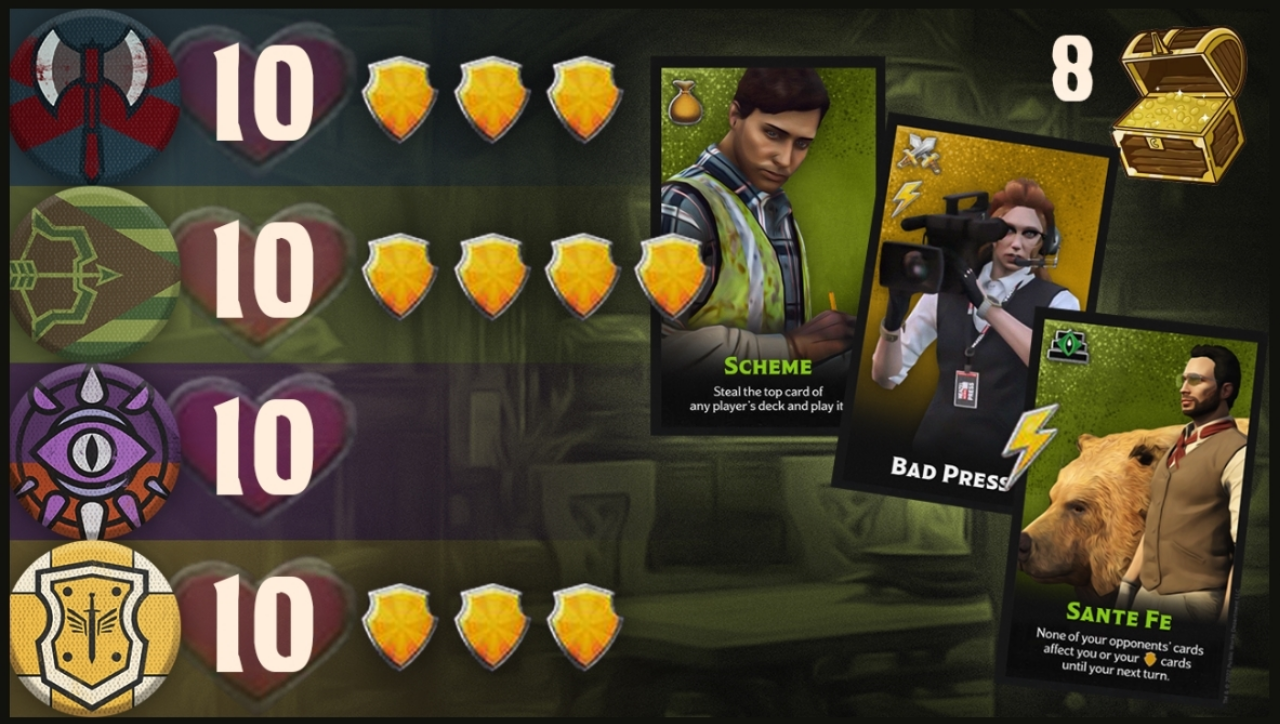 10
10
10
10
8
SCHEME
Steal the top card of
any player's deck and play it
BAD PRESS
PRESS
SANTE FE
None of your opponents' cards
affect you or your cards
until your next turn.